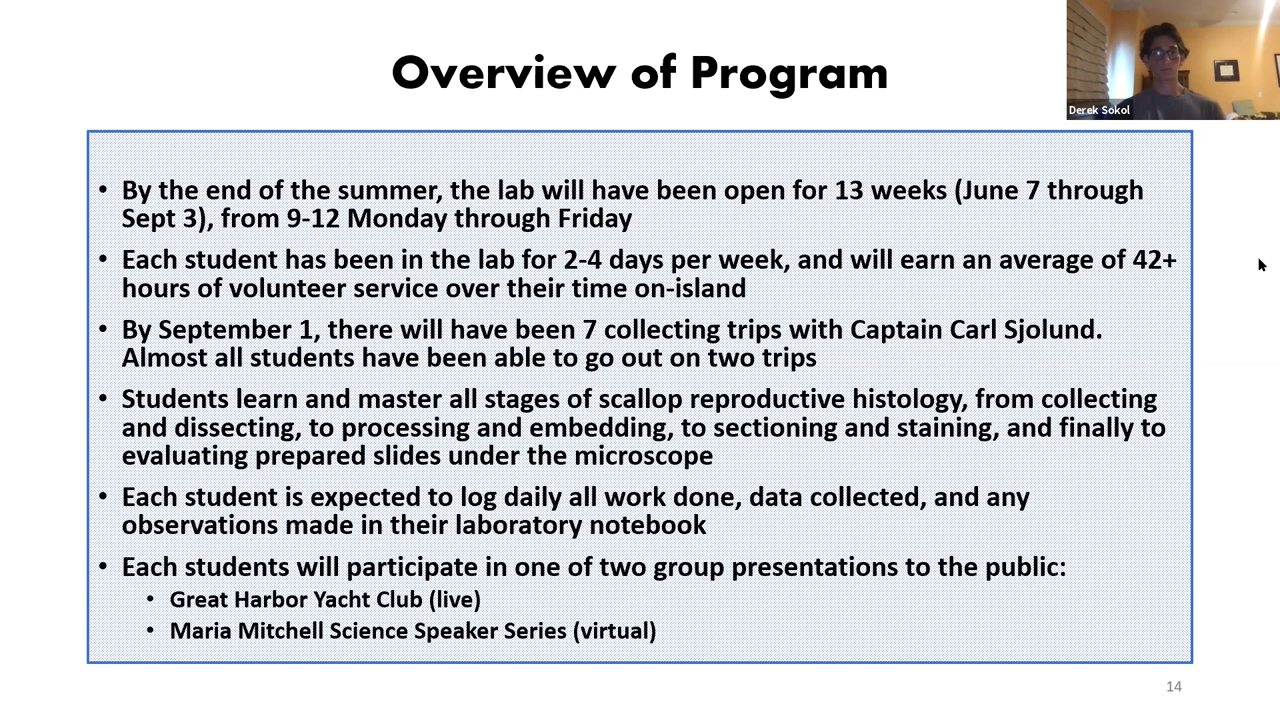 Overview of Program
Derek Sokol
• By the end of the summer, the lab will have been open for 13 weeks (June 7 through
Sept 3), from 9-12 Monday through Friday
• Each student has been in the lab for 2-4 days per week, and will earn an average of 42+
hours of volunteer service over their time on-island
• By September 1, there will have been 7 collecting trips with Captain Carl Sjolund.
Almost all students have been able to go out on two trips
• Students learn and master all stages of scallop reproductive histology, from collecting
and dissecting, to processing and embedding, to sectioning and staining, and finally to
evaluating prepared slides under the microscope
• Each student is expected to log daily all work done, data collected, and any
observations made in their laboratory notebook
• Each students will participate in one of two group presentations to the public:
• Great Harbor Yacht Club (live)
• Maria Mitchell Science Speaker Series (virtual)
14